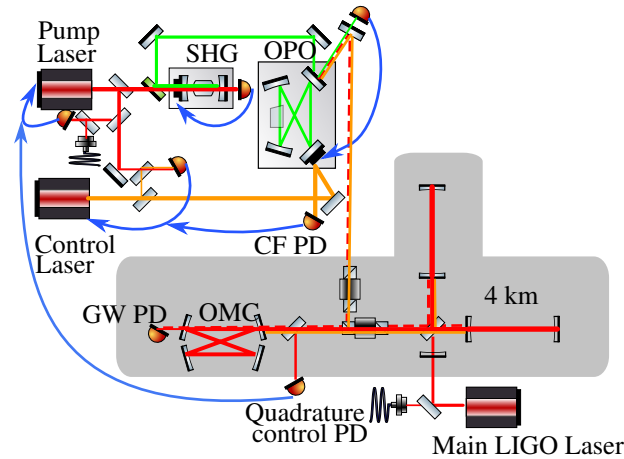 Pump
Laser
SHG
OPO
Control
Laser
CF PD
GW PD
OMC
4 km
Quadrature
control PD
Main LIGO Laser